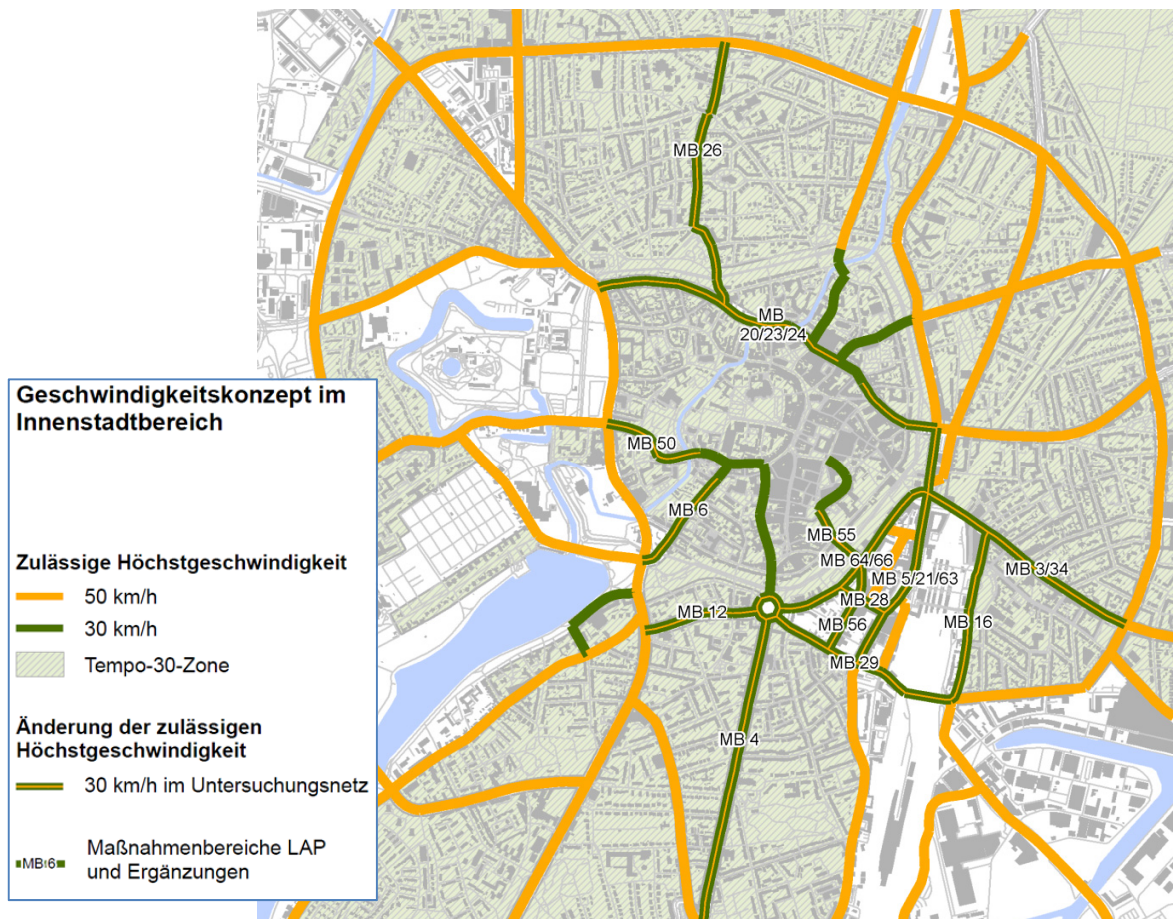 Geschwindigkeitskonzept im
Innenstadtbereich
Zulässige Höchstgeschwindigkeit
50 km/h
30 km/h
Tempo-30-Zone
Änderung der zulässigen
Höchstgeschwindigkeit
30 km/h im Untersuchungsnetz
MB 6
Maßnahmenbereiche LAP
und Ergänzungen
MB 26
MB
20/23/24
MB 50
MB 6
MB 55
MB 64/66
MB 3/34
MB 5/21/63
MB 28
MB 12
MB 56
MB 16
MB 29
MB 4